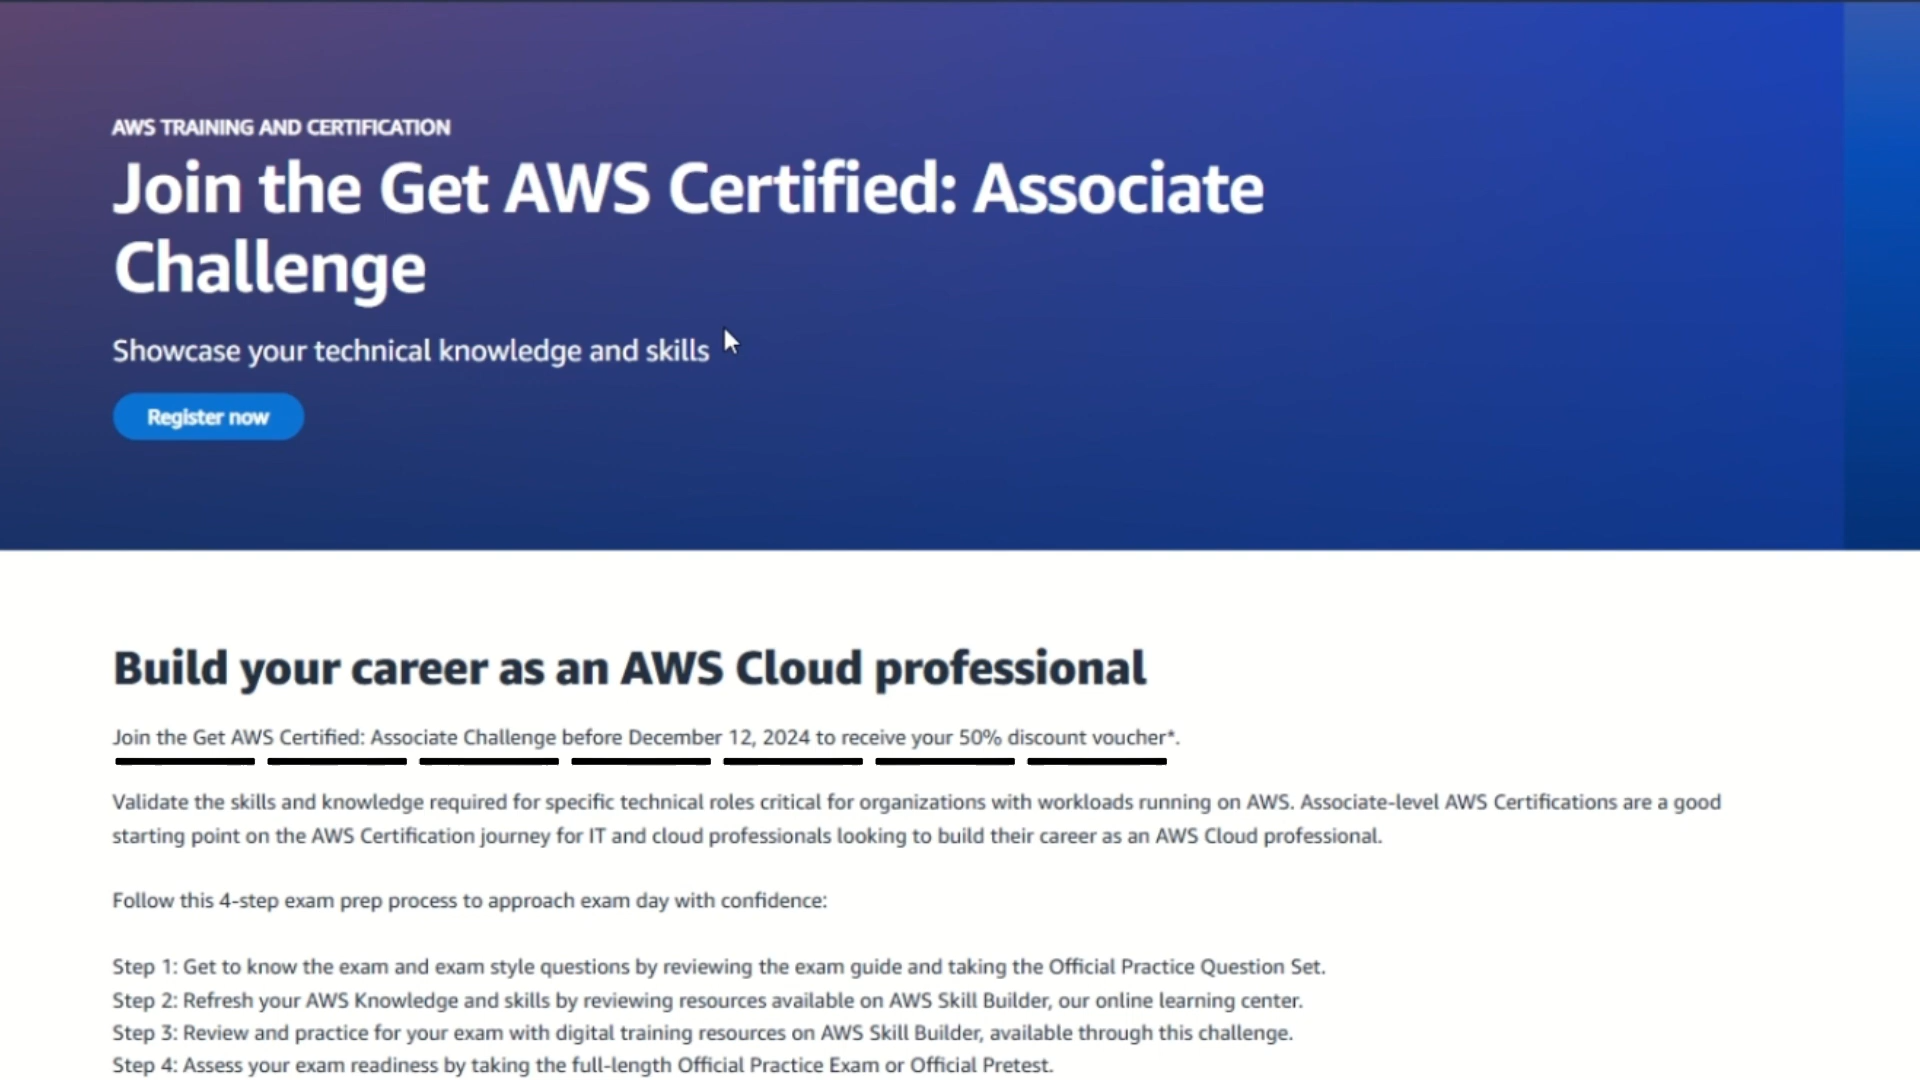 AWS TRAINING AND CERTIFICATION
Join the Get AWS Certified: Associate
Challenge
Showcase your technical knowledge and skills
Register now
Build your career as an AWS Cloud professional
Join the Get AWS Certified: Associate Challenge before December 12, 2024 to receive your 50% discount voucher*.
Validate the skills and knowledge required for specific technical roles critical for organizations with workloads running on AWS. Associate-level AWS Certifications are a good
starting point on the AWS Certification journey for IT and cloud professionals looking to build their career as an AWS Cloud professional.
Follow this 4-step exam prep process to approach exam day with confidence:
Step 1: Get to know the exam and exam style questions by reviewing the exam guide and taking the Official Practice Question Set.
Step 2: Refresh your AWS Knowledge and skills by reviewing resources available on AWS Skill Builder, our online learning center.
Step 3: Review and practice for your exam with digital training resources on AWS Skill Builder, available through this challenge.
Step 4: Assess your exam readiness by taking the full-length Official Practice Exam or Official Pretest.